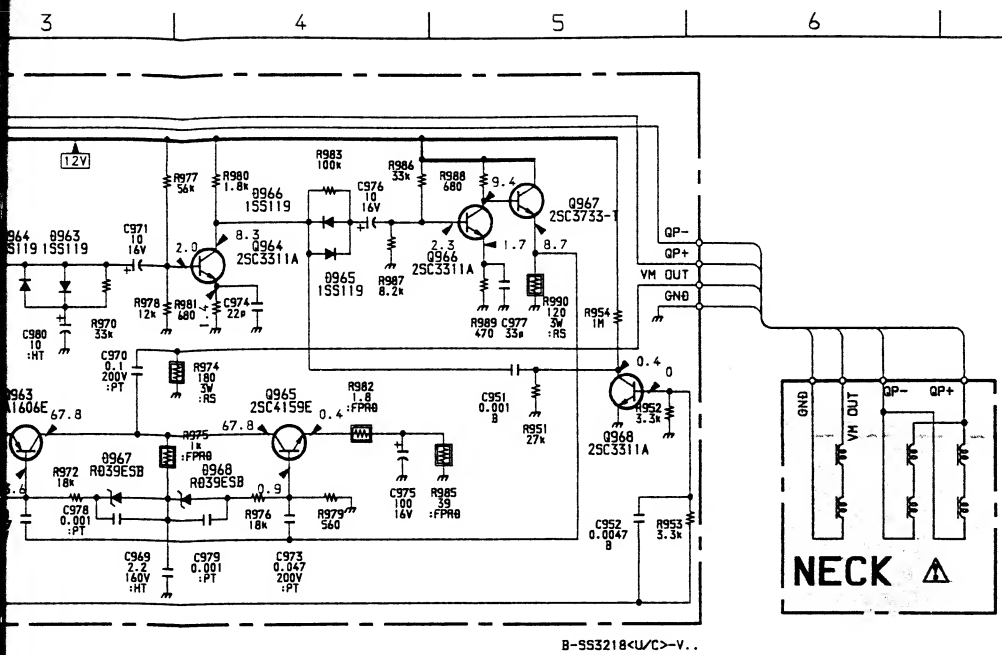 3 4 5 6
12V
R977
56k
R980
1.8k
D966
1SS119
R983
100k
C976
10
16V
R986
33k
R988
680
9.4
Q967
2SC3733-T
D963
1SS119
C971
10
16V
2.0
8.3
Q964
2SC3311A
D965
1SS119
R987
8.2k
2.3
Q966
2SC3311A
1.7
8.7
QP-
QP+
VM OUT
GND
C980
10
:HT
R970
33k
R978
12k
R981
680
1.4
C974
22p
R989
470
C977
33p
R990
120
3W
:RS
R954
1M
C970
0.1
200V
:PT
R974
180
3W
:RS
R982
1.8
:FPRD
C951
0.001
B
R951
27k
0.4
0
R952
3.3k
Q968
2SC3311A
67.8
R975
1k
:FPRD
67.8
Q965
2SC4159E
0.4
R972
18k
D967
RD39ESB
D968
RD39ESB
C978
0.001
:PT
0.9
R976
18k
R979
560
C975
100
16V
R985
39
:FPRD
C969
2.2
160V
:HT
C979
0.001
:PT
C973
0.047
200V
:PT
C952
0.0047
B
R953
3.3k
GND
VM OUT
QP-
QP+
NECK
B-SS3218<U/C>-V..